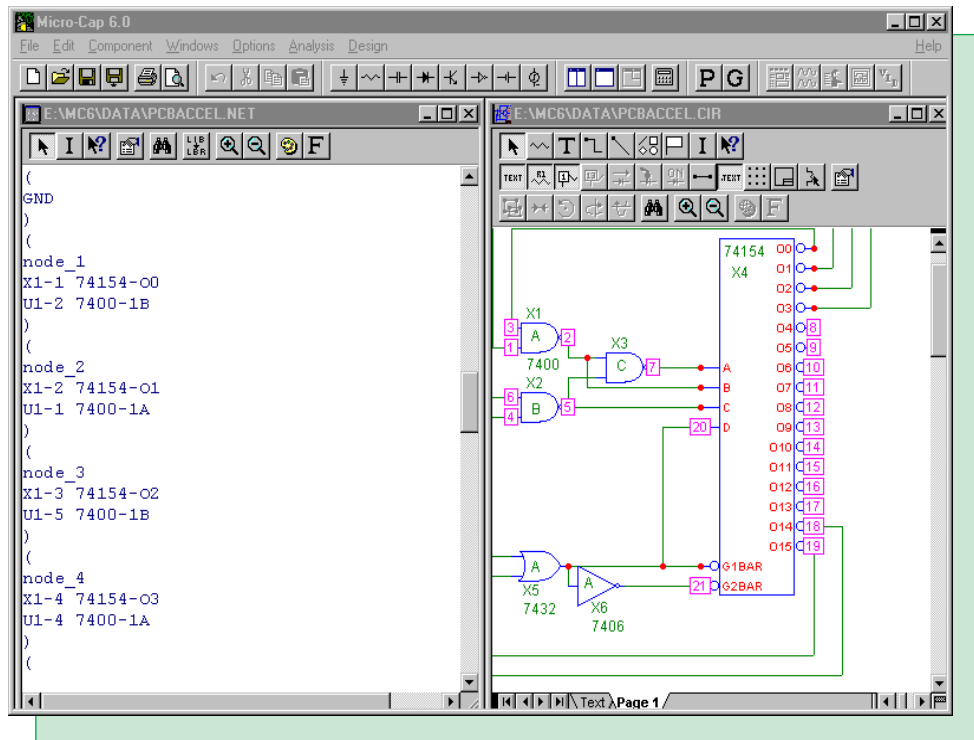 Micro-Cap 6.0
File Edit Component Windows Options Analysis Design Help
P G
E:\MC6\DATA\PCBACCEL.NET
I LIB LBR F
(
GND
)
(
node_1
X1-1 74154-O0
U1-2 7400-1B
)
(
node_2
X1-2 74154-O1
U1-1 7400-1A
)
(
node_3
X1-3 74154-O2
U1-5 7400-1B
)
(
node_4
X1-4 74154-O3
U1-4 7400-1A
)
(
E:\MC6\DATA\PCBACCEL.CIR
T I
TEXT R1 ON TEXT
F
74154
X4
O0
O1
O2
O3
O4 8
O5 9
O6 10
O7 11
O8 12
O9 13
O10 14
O11 15
O12 16
O13 17
O14 18
O15 19
A
B
C
20 D
G1BAR
21 G2BAR
X1
3
A 2
1
7400
X2
6
B 5
4
X3
C 7
A
X5
7432
A
X6
7406
Text Page 1